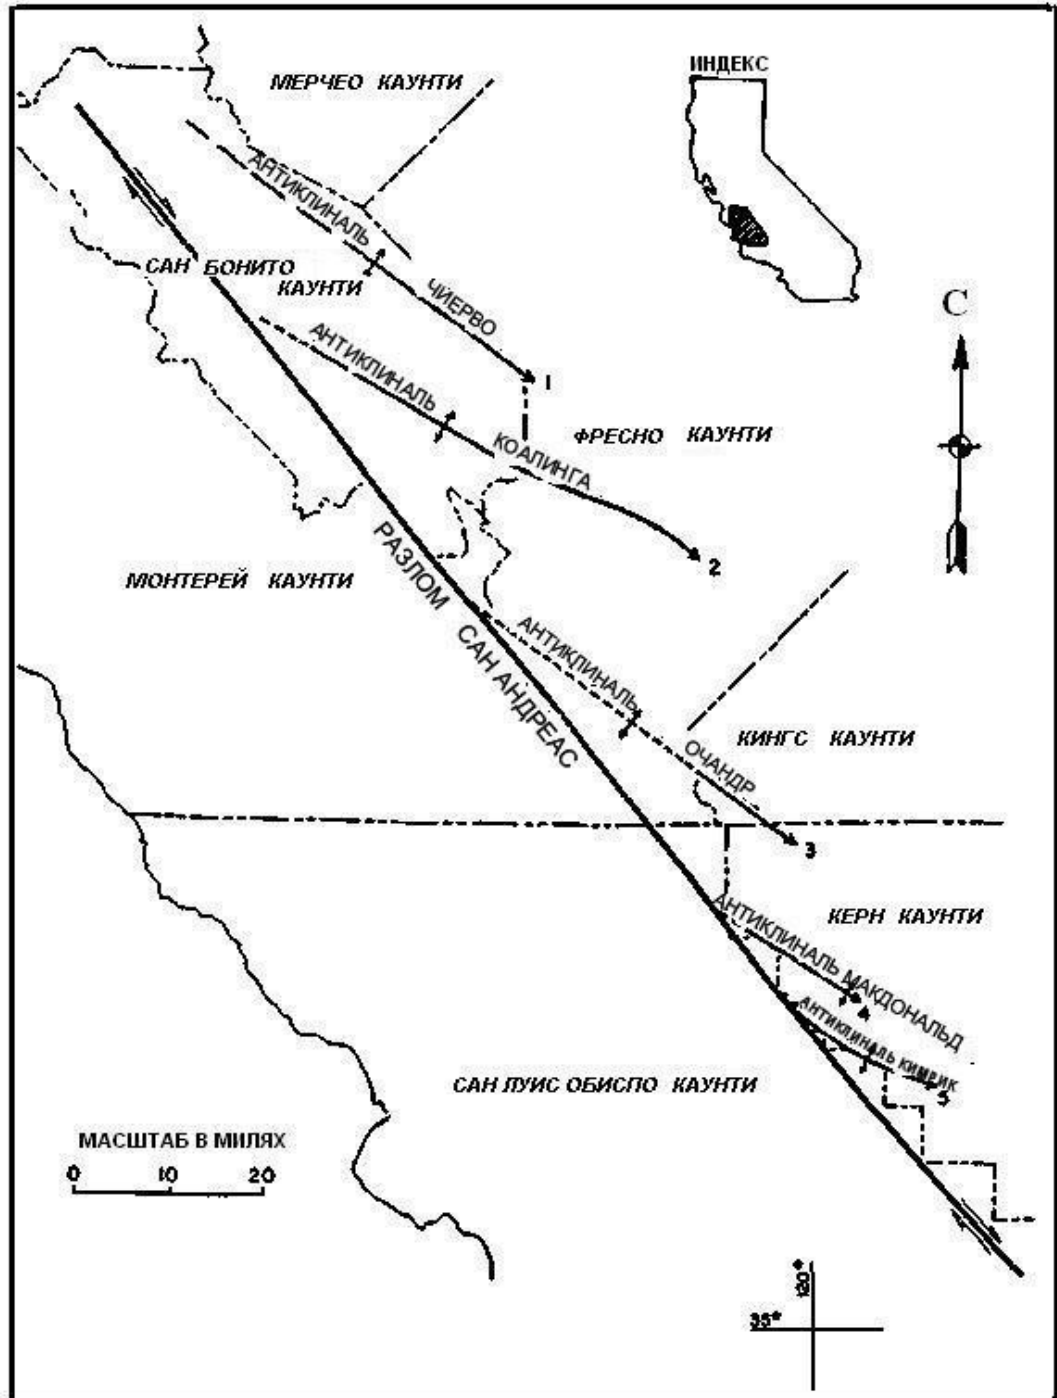 ИНДЕКС
МЕРЧЕО КАУНТИ
АНТИКЛИНАЛЬ ЧИЕРВО
САН БОНИТО
КАУНТИ
С
1
АНТИКЛИНАЛЬ КОАЛИНГА
ФРЕСНО КАУНТИ
2
МОНТЕРЕЙ КАУНТИ
РАЗЛОМ САН АНДРЕАС
АНТИКЛИНАЛЬ ОЧАНДР
КИНГС КАУНТИ
3
КЕРН КАУНТИ
АНТИКЛИНАЛЬ МАКДОНАЛЬД
4
АНТИКЛИНАЛЬ КИМРИК
5
САН ЛУИС ОБИСПО КАУНТИ
МАСШТАБ В МИЛЯХ
0 10 20
120°
35°